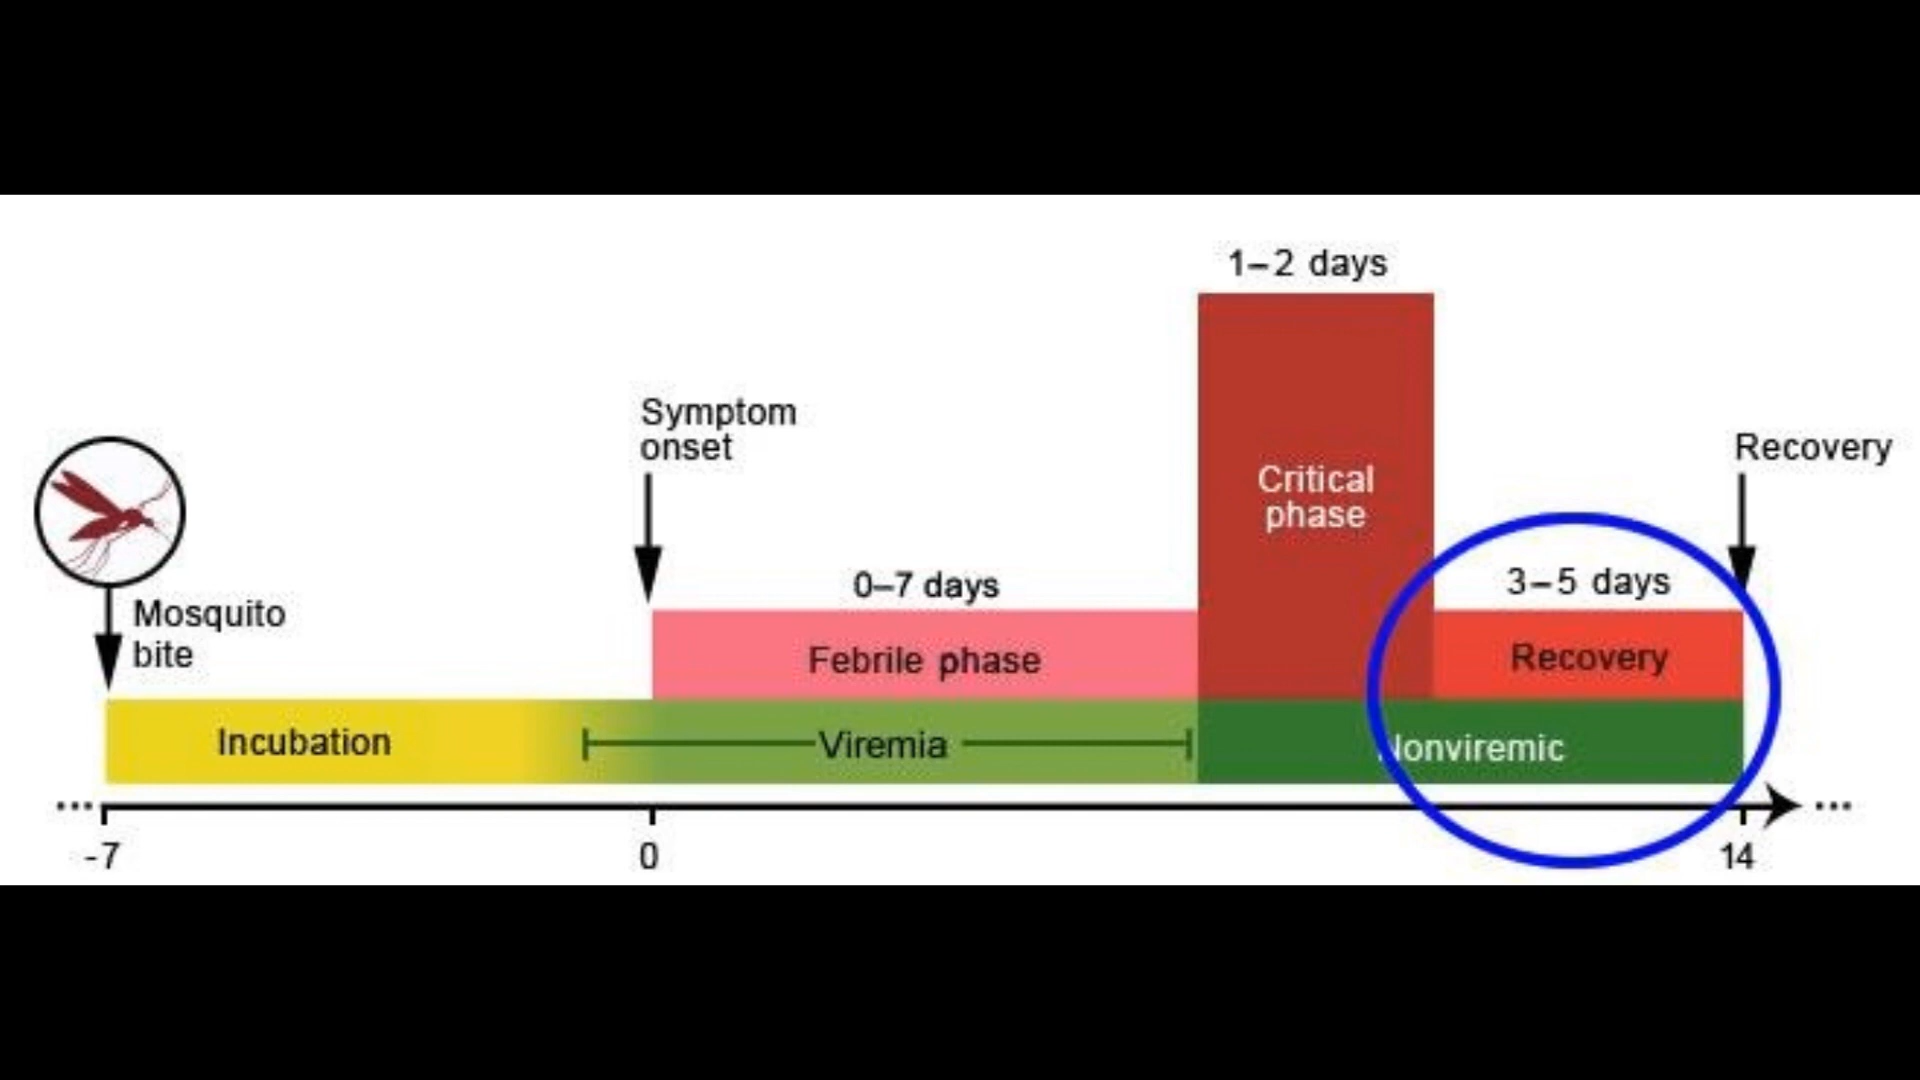 1–2 days
Critical
phase
Symptom
onset
Recovery
Mosquito
bite
0–7 days
Febrile phase
3–5 days
Recovery
Incubation
Viremia
Nonviremic
-7
0
14